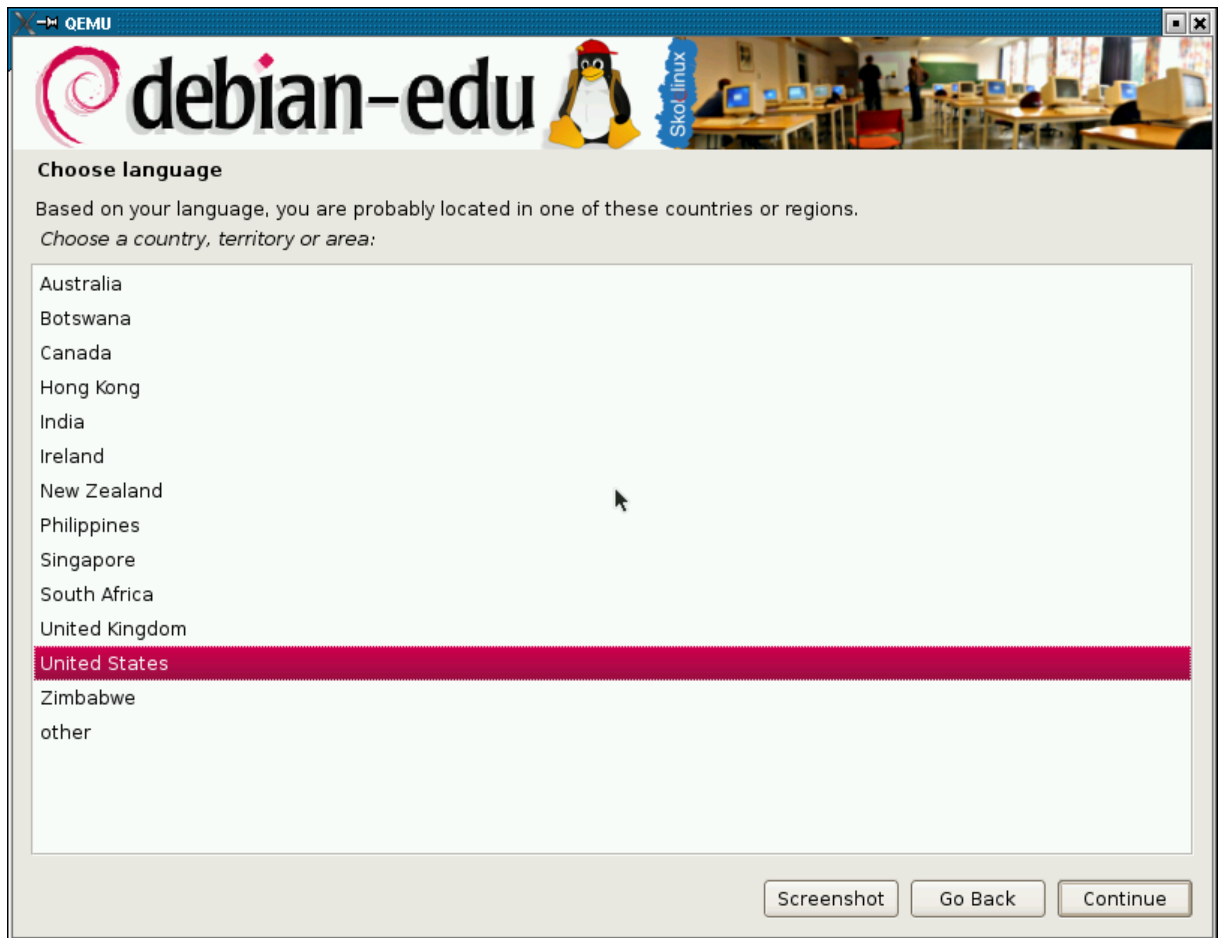 QEMU
debian-edu
Skolelinux
Choose language
Based on your language, you are probably located in one of these countries or regions.
Choose a country, territory or area:
Australia
Botswana
Canada
Hong Kong
India
Ireland
New Zealand
Philippines
Singapore
South Africa
United Kingdom
United States
Zimbabwe
other
Screenshot
Go Back
Continue